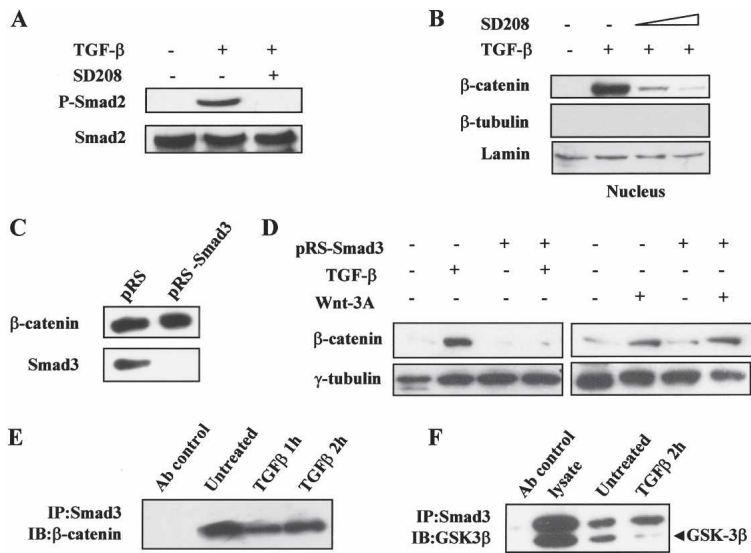 A
TGF-β - + +
SD208 - - +
P-Smad2
Smad2
B
SD208 -
TGF-β - + + +
β-catenin
β-tubulin
Lamin
Nucleus
C
pRS pRS-Smad3
β-catenin
Smad3
D
pRS-Smad3 - - + + - - + +
TGF-β - + - + - - - -
Wnt-3A - - - - - + - +
β-catenin
γ-tubulin
E
Ab control Untreated TGFβ 1h TGFβ 2h
IP:Smad3
IB:β-catenin
F
Ab control lysate Untreated TGFβ 2h
IP:Smad3
IB:GSK3β
◄GSK-3β